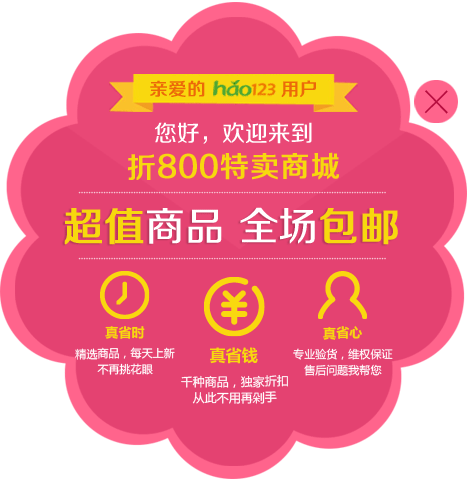 亲爱的 hao123 用户
您好，欢迎来到
折800特卖商城
超值商品 全场包邮
真省时
精选商品，每天上新
不再挑花眼
真省钱
千种商品，独家折扣
从此不用再剁手
真省心
专业验货，维权保证
售后问题我帮您